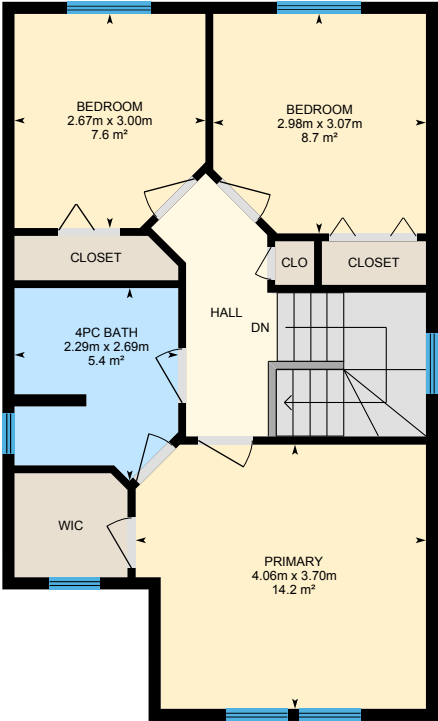 BEDROOM
2.67m x 3.00m
7.6 m²
BEDROOM
2.98m x 3.07m
8.7 m²
CLOSET
CLO
CLOSET
HALL
DN
4PC BATH
2.29m x 2.69m
5.4 m²
WIC
PRIMARY
4.06m x 3.70m
14.2 m²